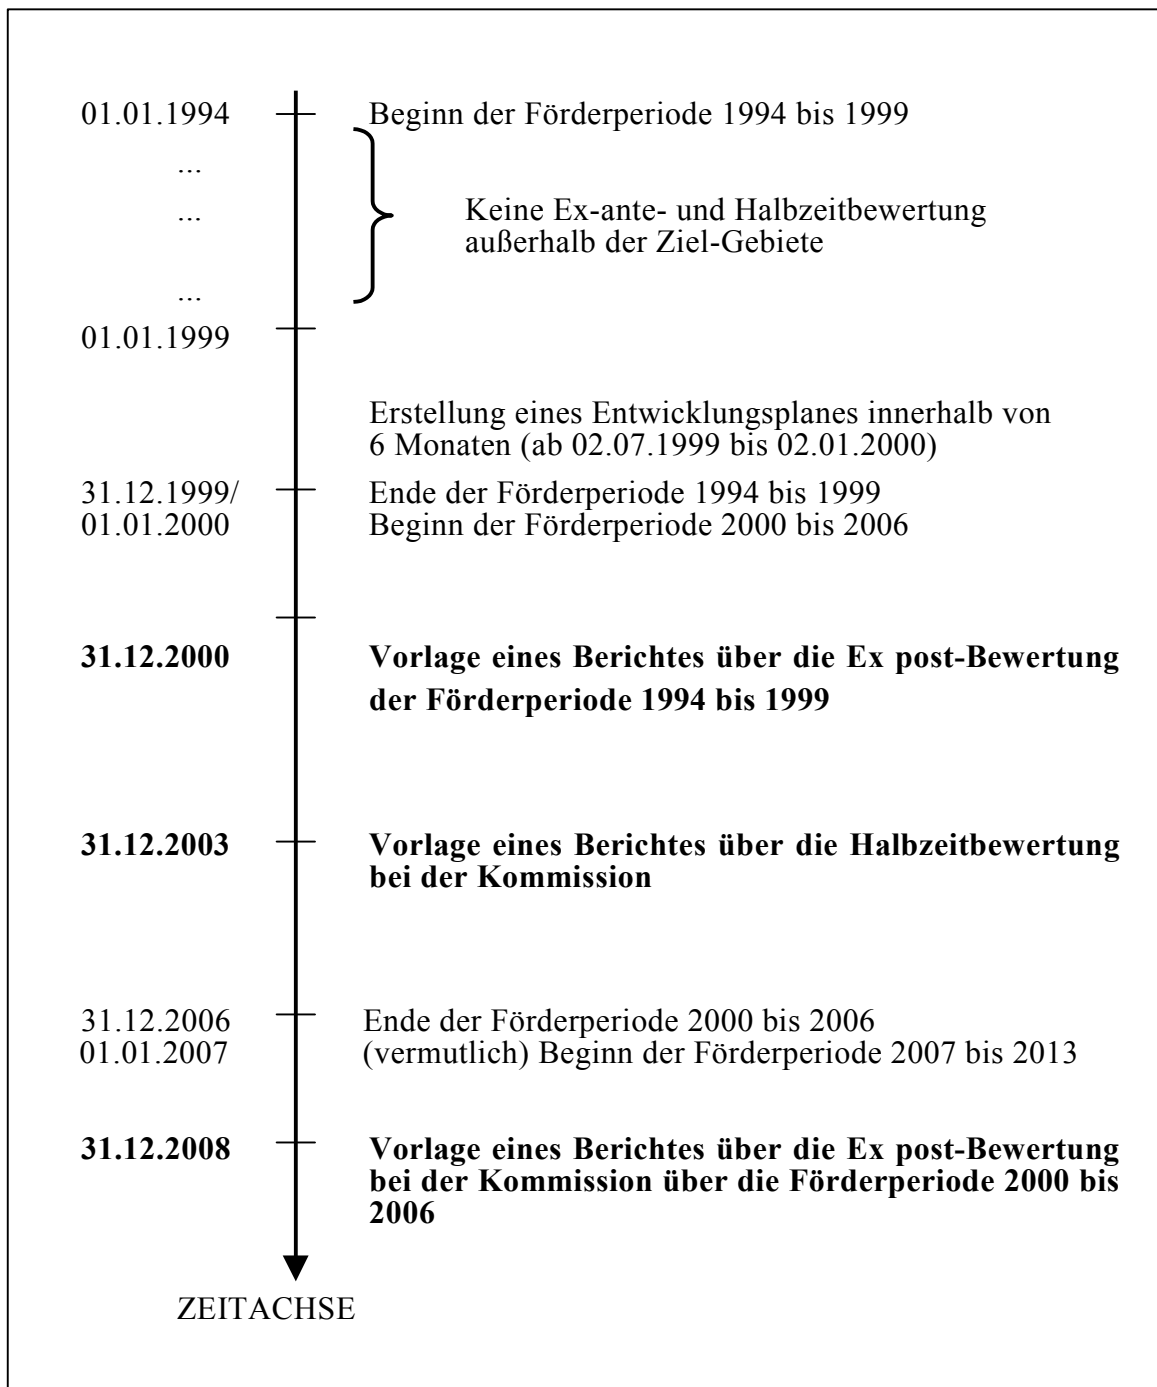 01.01.1994 Beginn der Förderperiode 1994 bis 1999
...
... Keine Ex-ante- und Halbzeitbewertung
außerhalb der Ziel-Gebiete
...
01.01.1999
Erstellung eines Entwicklungsplanes innerhalb von
6 Monaten (ab 02.07.1999 bis 02.01.2000)
31.12.1999/ Ende der Förderperiode 1994 bis 1999
01.01.2000 Beginn der Förderperiode 2000 bis 2006
31.12.2000 Vorlage eines Berichtes über die Ex post-Bewertung
der Förderperiode 1994 bis 1999
31.12.2003 Vorlage eines Berichtes über die Halbzeitbewertung
bei der Kommission
31.12.2006 Ende der Förderperiode 2000 bis 2006
01.01.2007 (vermutlich) Beginn der Förderperiode 2007 bis 2013
31.12.2008 Vorlage eines Berichtes über die Ex post-Bewertung
bei der Kommission über die Förderperiode 2000 bis
2006
ZEITACHSE